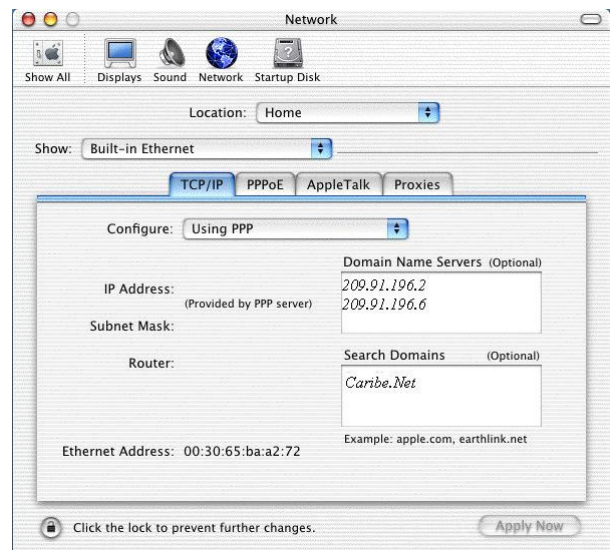 Network
Show All Displays Sound Network Startup Disk
Location: Home
Show: Built-in Ethernet
TCP/IP PPPoE AppleTalk Proxies
Configure: Using PPP
Domain Name Servers (Optional)
IP Address: 209.91.196.2
(Provided by PPP server) 209.91.196.6
Subnet Mask:
Router: Search Domains (Optional)
Caribe.Net
Example: apple.com, earthlink.net
Ethernet Address: 00:30:65:ba:a2:72
Click the lock to prevent further changes. Apply Now